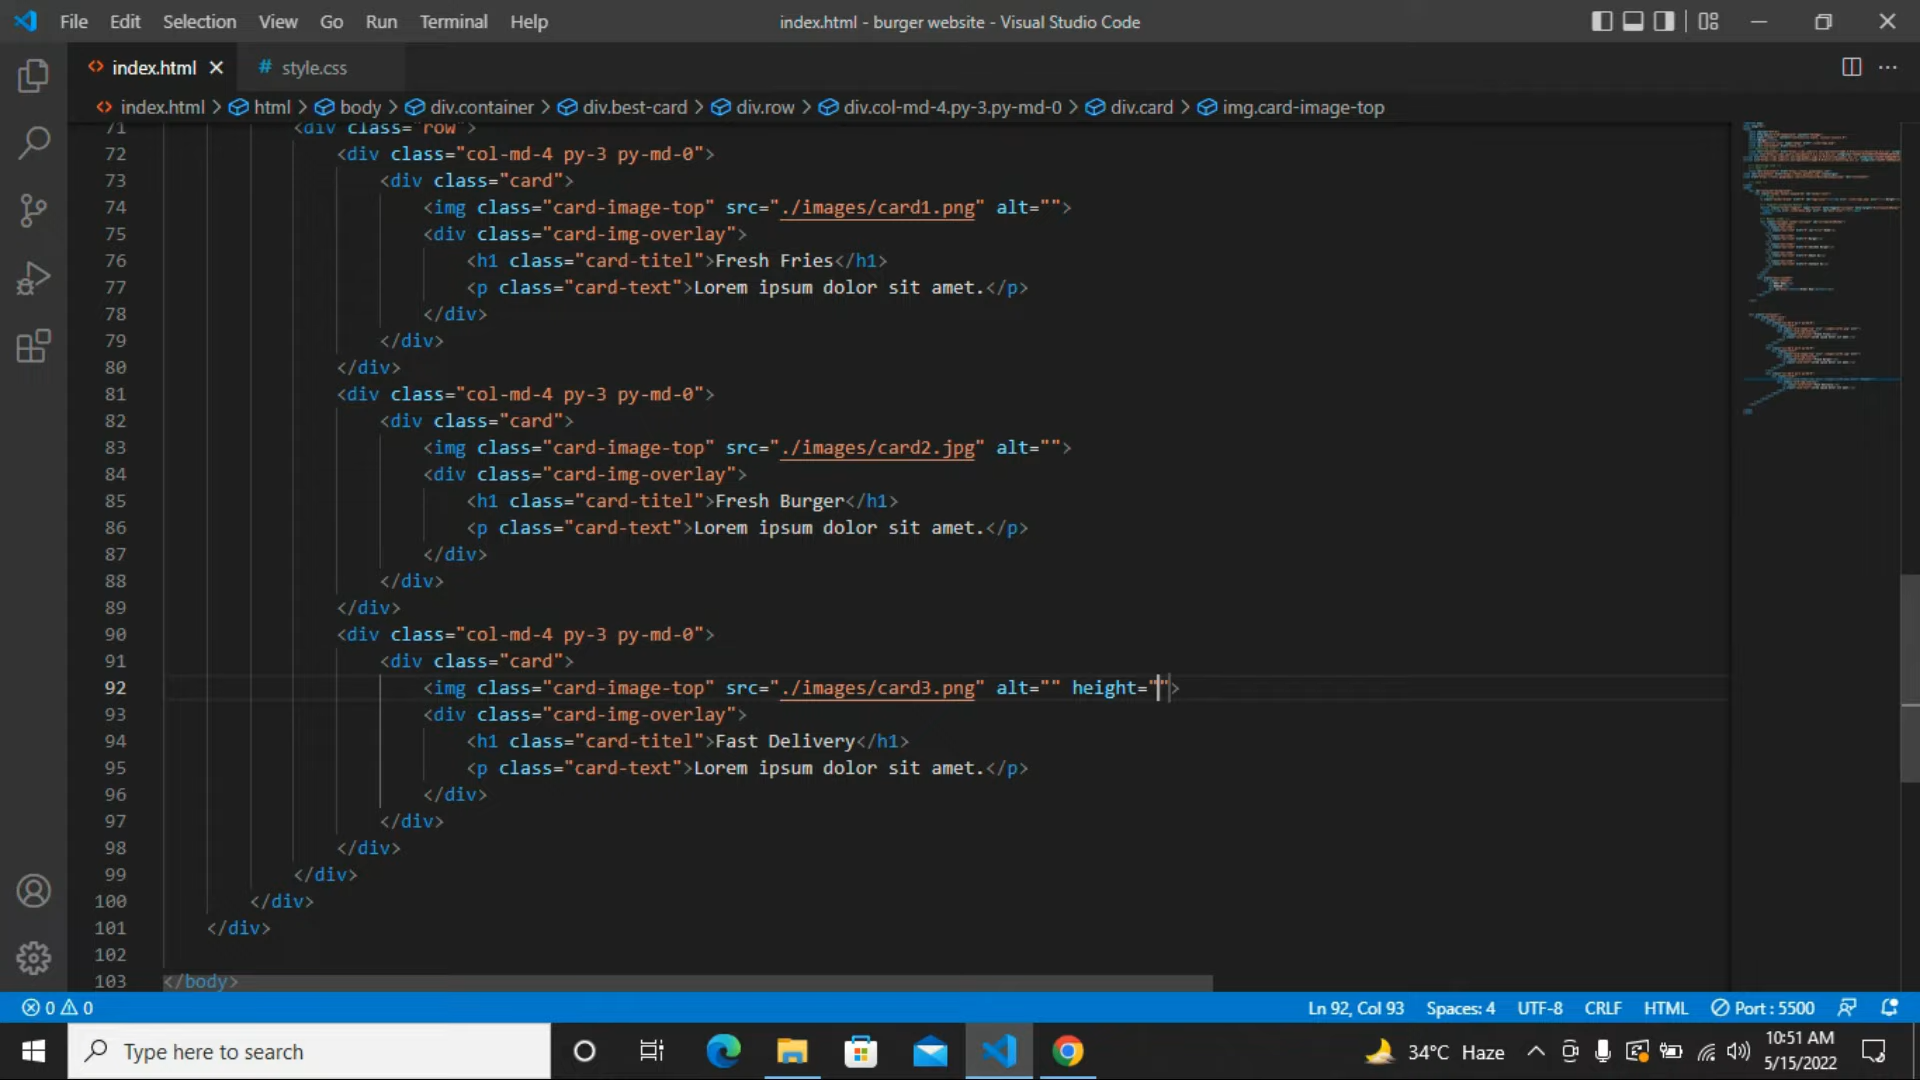 File Edit Selection View Go Run Terminal Help
index.html - burger website - Visual Studio Code
index.html
# style.css
index.html > html > body > div.container > div.best-card > div.row > div.col-md-4.py-3.py-md-0 > div.card > img.card-image-top
71 <div class="row">
72 <div class="col-md-4 py-3 py-md-0">
73 <div class="card">
74 <img class="card-image-top" src="./images/card1.png" alt="">
75 <div class="card-img-overlay">
76 <h1 class="card-titel">Fresh Fries</h1>
77 <p class="card-text">Lorem ipsum dolor sit amet.</p>
78 </div>
79 </div>
80 </div>
81 <div class="col-md-4 py-3 py-md-0">
82 <div class="card">
83 <img class="card-image-top" src="./images/card2.jpg" alt="">
84 <div class="card-img-overlay">
85 <h1 class="card-titel">Fresh Burger</h1>
86 <p class="card-text">Lorem ipsum dolor sit amet.</p>
87 </div>
88 </div>
89 </div>
90 <div class="col-md-4 py-3 py-md-0">
91 <div class="card">
92 <img class="card-image-top" src="./images/card3.png" alt="" height="">
93 <div class="card-img-overlay">
94 <h1 class="card-titel">Fast Delivery</h1>
95 <p class="card-text">Lorem ipsum dolor sit amet.</p>
96 </div>
97 </div>
98 </div>
99 </div>
100 </div>
101 </div>
102
103 </body>
0 0
Ln 92, Col 93 Spaces: 4 UTF-8 CRLF HTML Port : 5500
Type here to search
34°C Haze
10:51 AM
5/15/2022